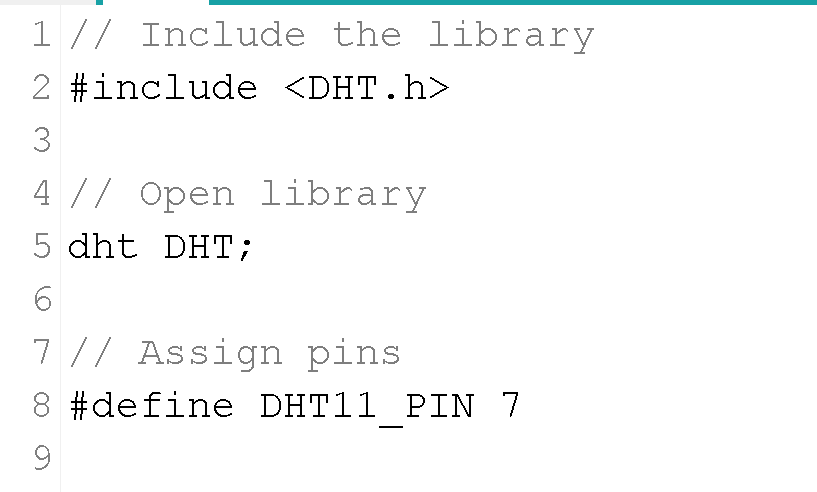 1 // Include the library
2 #include <DHT.h>
3
4 // Open library
5 dht DHT;
6
7 // Assign pins
8 #define DHT11_PIN 7
9